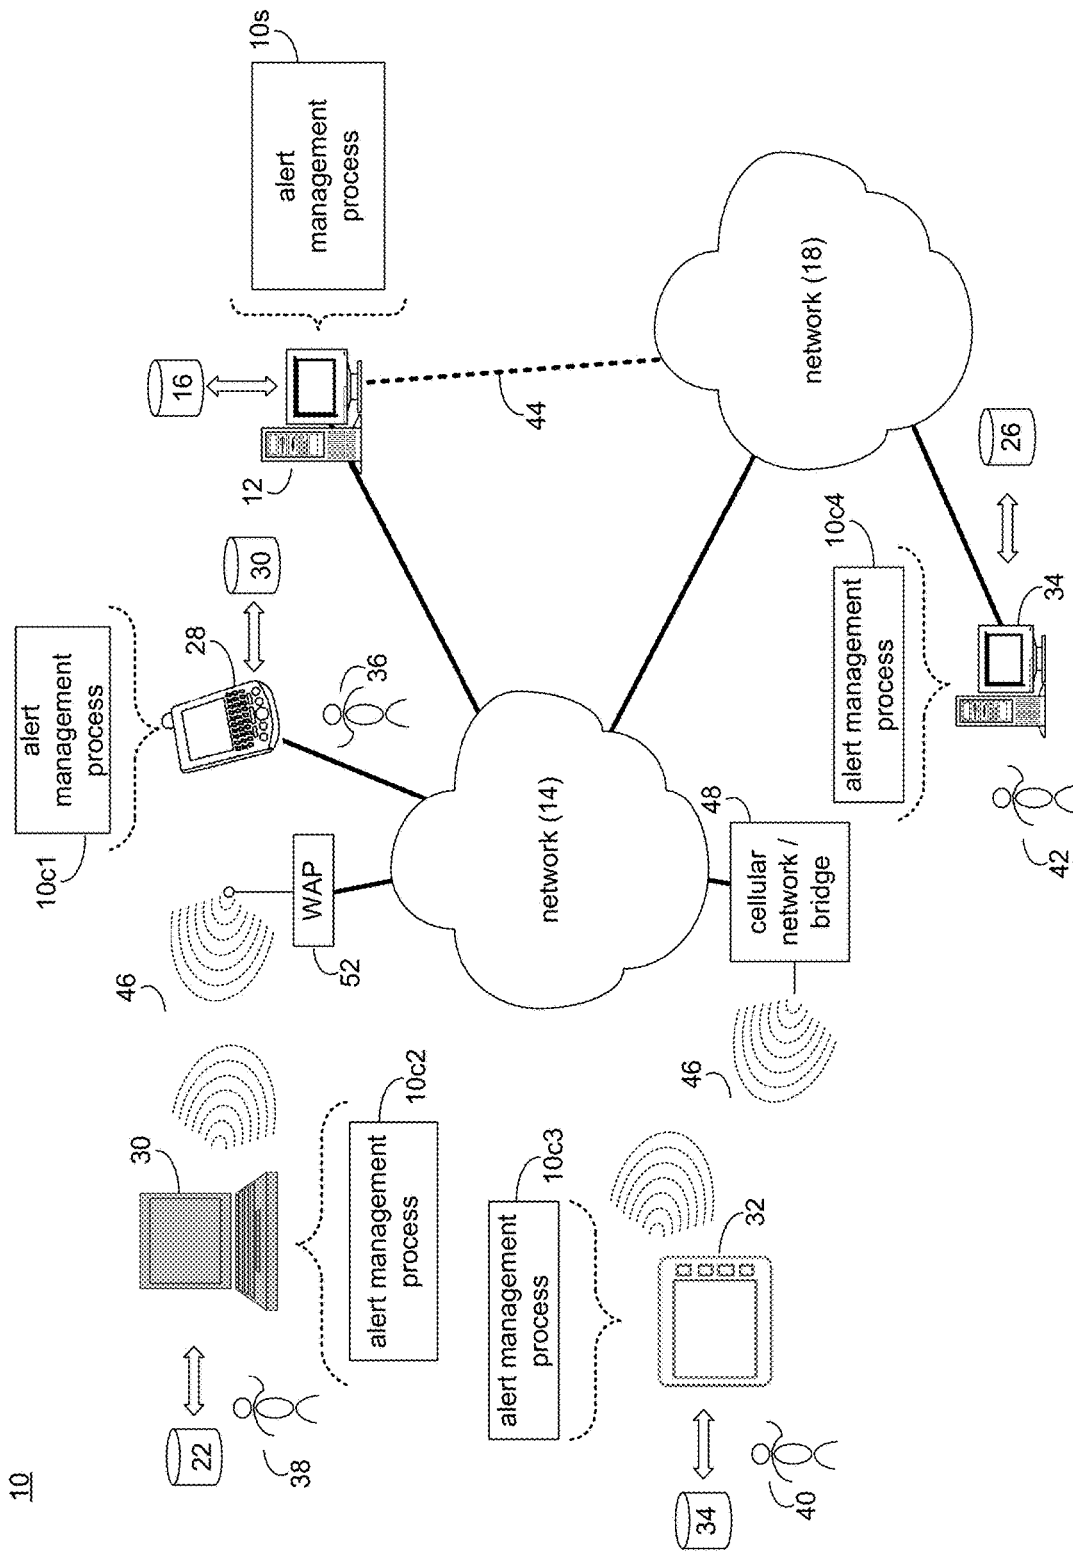 10
10c1
alert
management
process
46
30
28
16
10s
22
30
12
alert
management
process
38
WAP
52
36
alert management
process
10c2
alert management
process
10c3
44
network (14)
46
48
cellular
network /
bridge
32
34
40
network (18)
10c4
alert management
process
26
34
42